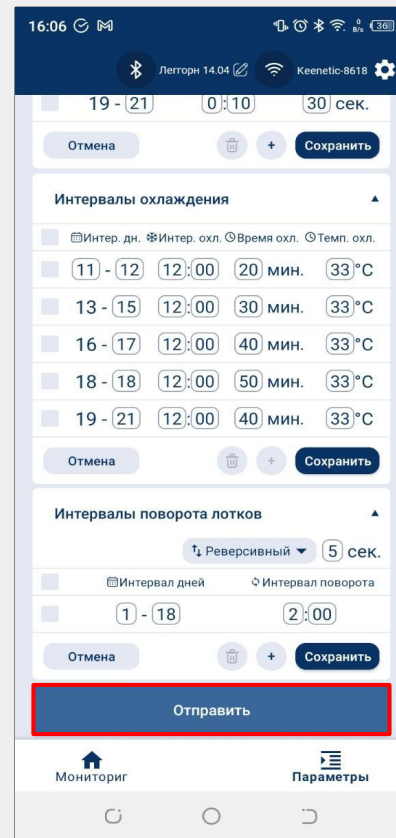 16:06 0 B/s 36
Леггорн 14.04 Keenetic-8618
19 - 21 0:10 30 сек.
Отмена + Сохранить
Интервалы охлаждения
Интер. дн. Интер. охл. Время охл. Темп. охл.
11 - 12 12:00 20 мин. 33°C
13 - 15 12:00 30 мин. 33°C
16 - 17 12:00 40 мин. 33°C
18 - 18 12:00 50 мин. 33°C
19 - 21 12:00 40 мин. 33°C
Отмена + Сохранить
Интервалы поворота лотков
Реверсивный 5 сек.
Интервал дней Интервал поворота
1 - 18 2:00
Отмена + Сохранить
Отправить
Мониториг Параметры